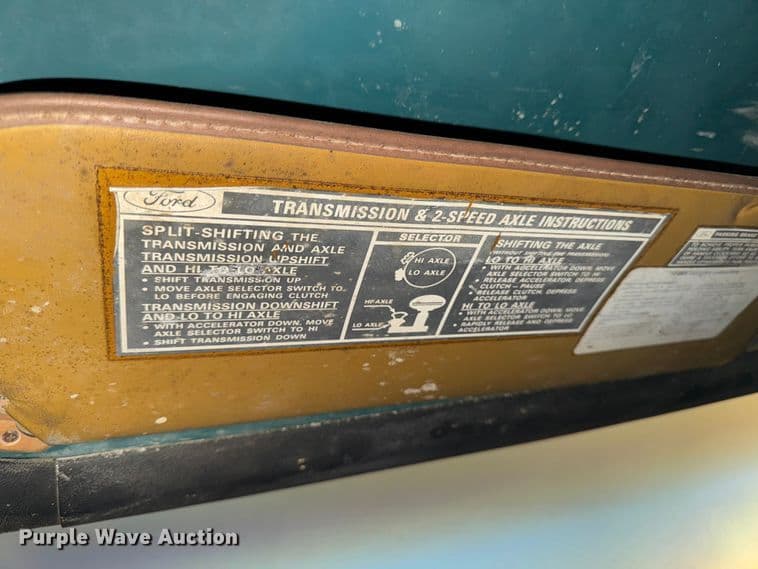 Ford
TRANSMISSION & 2-SPEED AXLE INSTRUCTIONS
SPLIT-SHIFTING THE
TRANSMISSION AND AXLE
TRANSMISSION UPSHIFT
AND HI TO LO AXLE
• SHIFT TRANSMISSION UP
• MOVE AXLE SELECTOR SWITCH TO
LO BEFORE ENGAGING CLUTCH
TRANSMISSION DOWNSHIFT
AND LO TO HI AXLE
• WITH ACCELERATOR DOWN, MOVE
AXLE SELECTOR SWITCH TO HI
• SHIFT TRANSMISSION DOWN
SELECTOR
HI AXLE
LO AXLE
HI AXLE
LO AXLE
SHIFTING THE AXLE
(WITHOUT SHIFTING THE TRANSMISSION)
LO TO HI AXLE
• WITH ACCELERATOR DOWN, MOVE
AXLE SELECTOR SWITCH TO HI
• RELEASE ACCELERATOR, DEPRESS
CLUTCH - PAUSE
• RELEASE CLUTCH, DEPRESS
ACCELERATOR
HI TO LO AXLE
• WITH ACCELERATOR DOWN, MOVE
AXLE SELECTOR SWITCH TO LO
• RAPIDLY RELEASE AND DEPRESS
ACCELERATOR
Purple Wave Auction